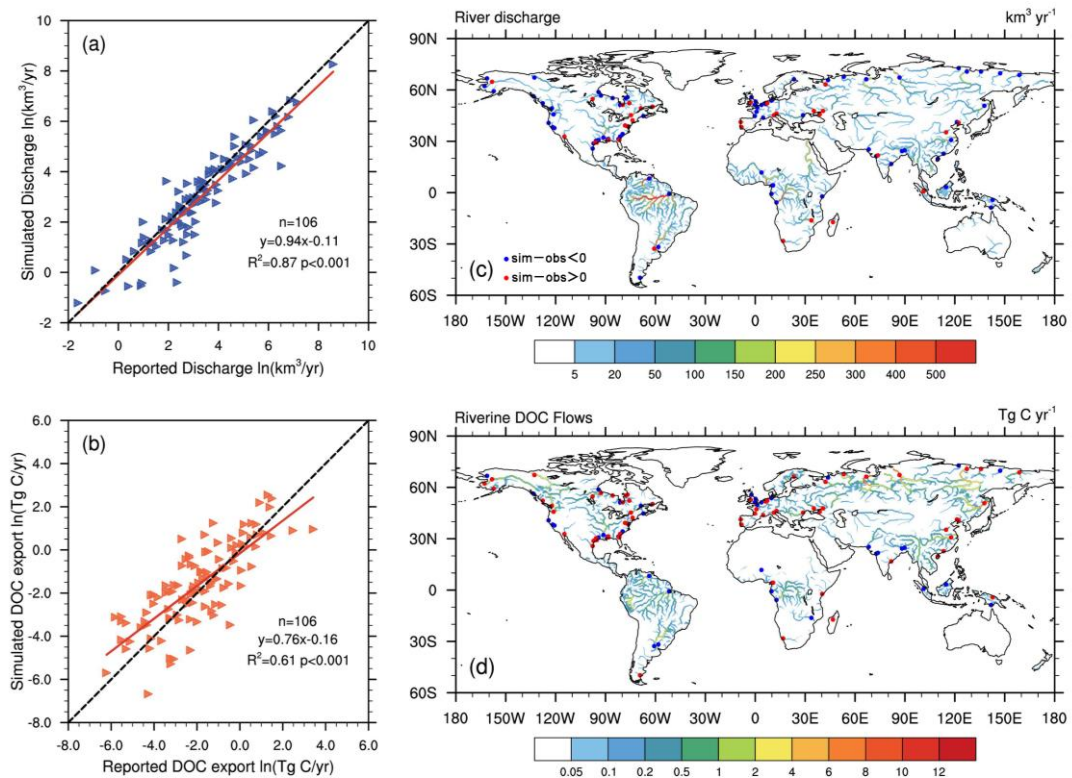 (a)
10
8
6
4
2
0
-2
Simulated Discharge ln(km³/yr)
n=106
y=0.94x-0.11
R²=0.87 p<0.001
-2 0 2 4 6 8 10
Reported Discharge ln(km³/yr)
River discharge km³ yr⁻¹
90N
60N
30N
0
30S
60S
(c)
sim−obs<0
sim−obs>0
180 150W 120W 90W 60W 30W 0 30E 60E 90E 120E 150E 180
5 20 50 100 150 200 250 300 400 500
(b)
6.0
4.0
2.0
0.0
-2.0
-4.0
-6.0
-8.0
Simulated DOC export ln(Tg C/yr)
n=106
y=0.76x-0.16
R²=0.61 p<0.001
-8.0 -6.0 -4.0 -2.0 0.0 2.0 4.0 6.0
Reported DOC export ln(Tg C/yr)
Riverine DOC Flows Tg C yr⁻¹
90N
60N
30N
0
30S
60S
(d)
180 150W 120W 90W 60W 30W 0 30E 60E 90E 120E 150E 180
0.05 0.1 0.2 0.5 1 2 4 6 8 10 12